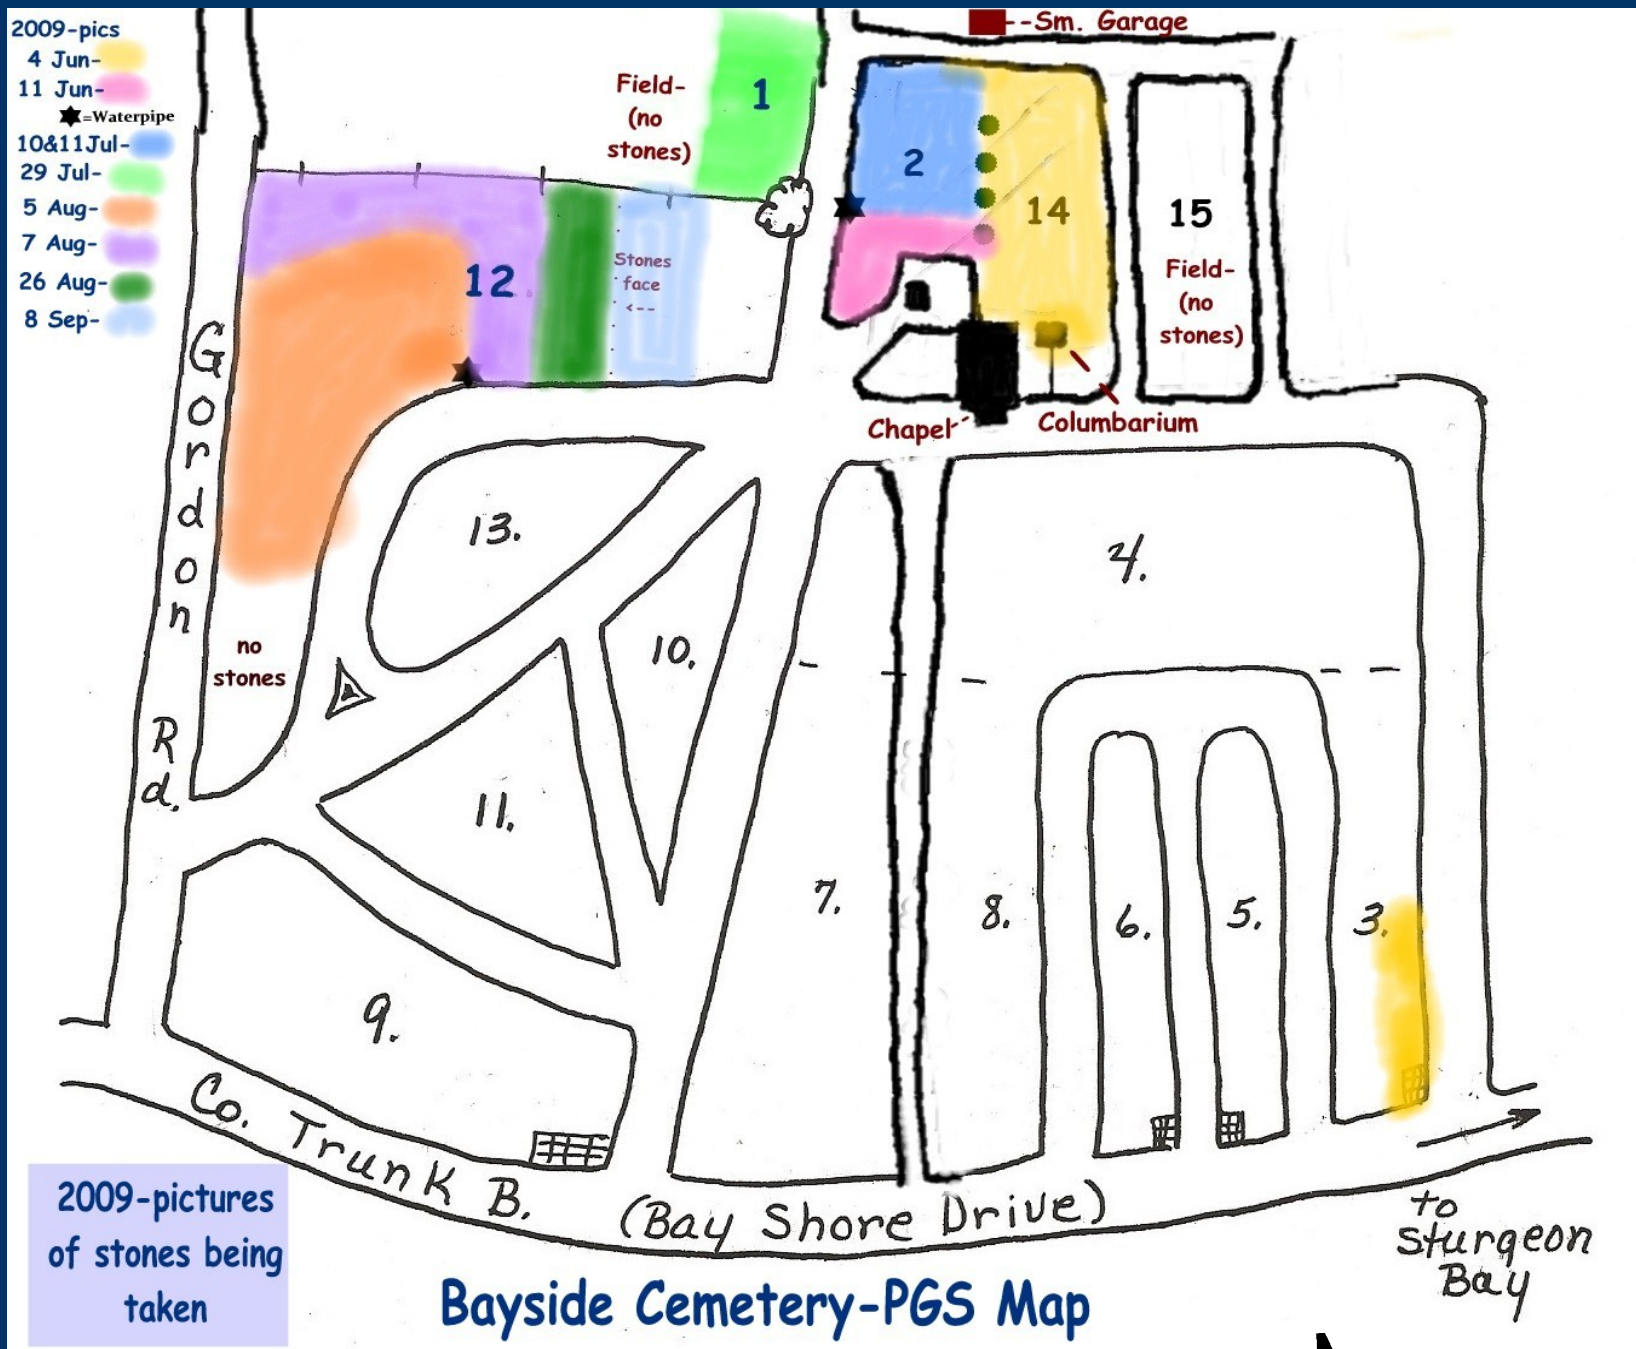 2009-pics
4 Jun-
11 Jun-
=Waterpipe
10&11Jul-
29 Jul-
5 Aug-
7 Aug-
26 Aug-
8 Sep-
--Sm. Garage
Field-
(no
stones)
1
2
14
15
Field-
(no
stones)
12
Stones
face
<--
Chapel-
Columbarium
Gordon Rd.
no
stones
13.
10.
4.
11.
7.
8.
6.
5.
3.
9.
Co. Trunk B. (Bay Shore Drive)
to
Sturgeon
Bay
2009-pictures
of stones being
taken
Bayside Cemetery-PGS Map